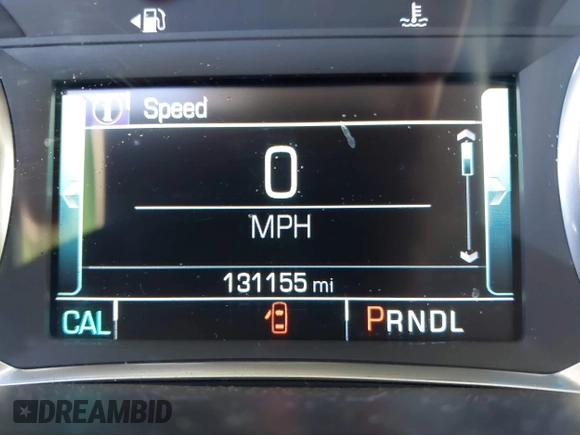 Speed
0
MPH
131155 mi
CAL
PRNDL
DREAMBID